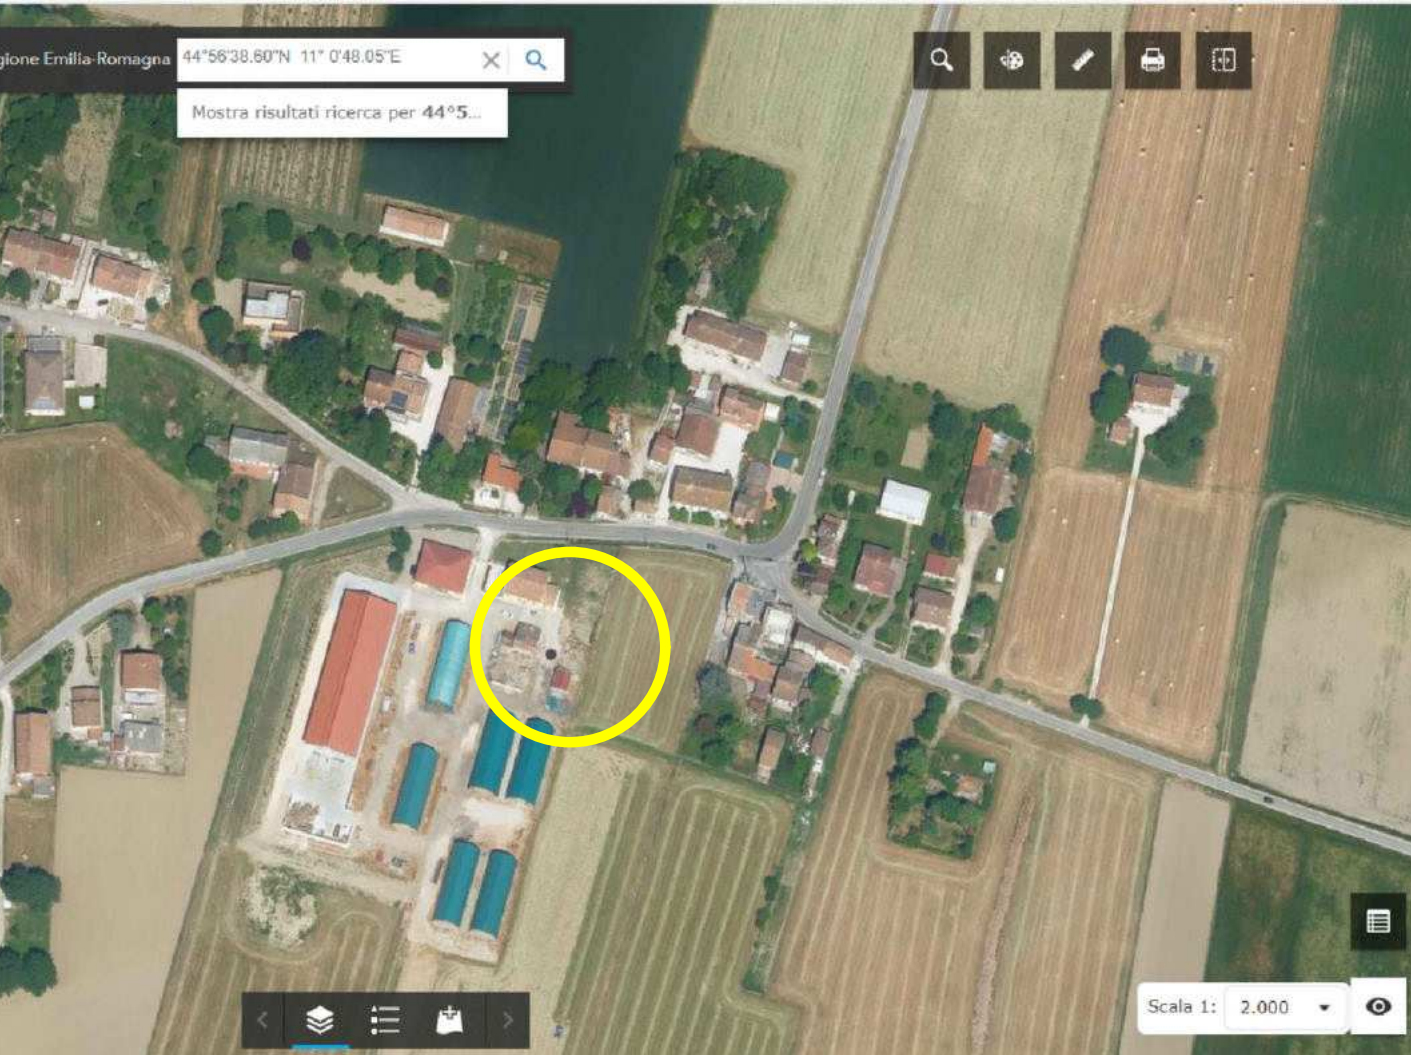 gione Emilia-Romagna
44°56'38.60"N 11° 0'48.05"E
Mostra risultati ricerca per 44°5...
Scala 1: 2.000